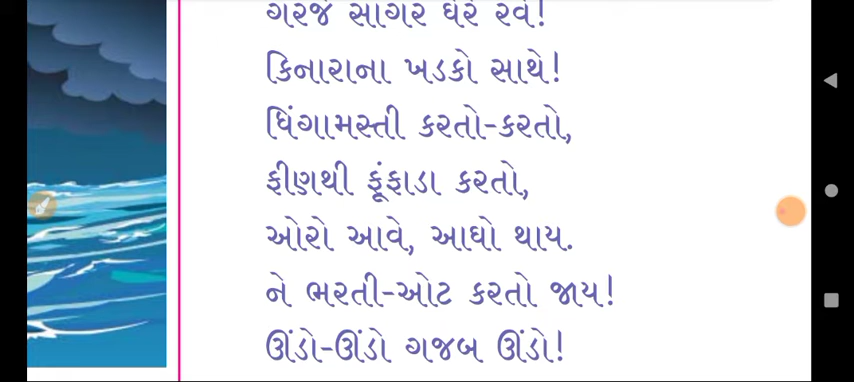 ગરજે સાગર ઘેરે રવે!
કિનારાના ખડકો સાથે!
ધિંગામસ્તી કરતો-કરતો,
ફીણથી ફૂંફાડા કરતો,
ઓરો આવે, આઘો થાય.
ને ભરતી-ઓટ કરતો જાય!
ઊંડો-ઊંડો ગજબ ઊંડો!